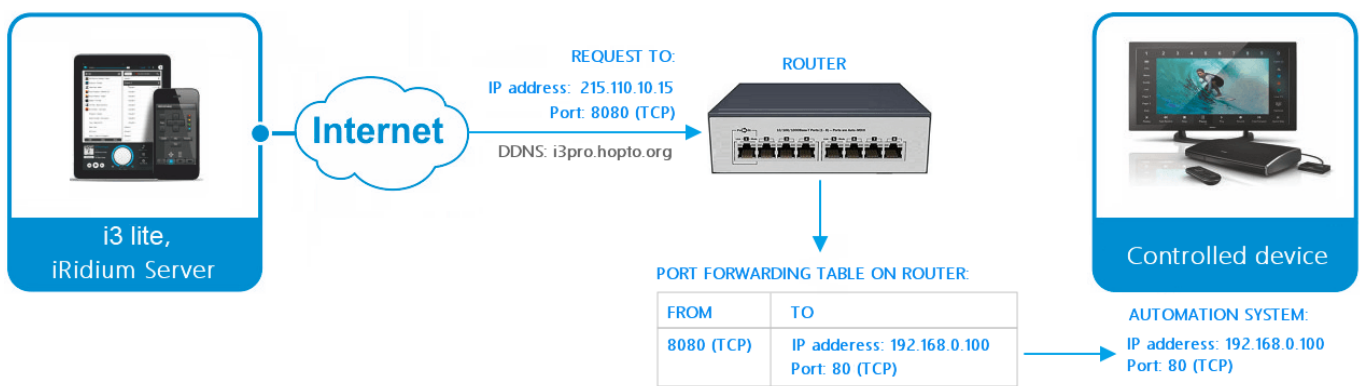 i3 lite,
iRidium Server
Internet
REQUEST TO:
IP address: 215.110.10.15
Port: 8080 (TCP)
DDNS: i3pro.hopto.org
ROUTER
PORT FORWARDING TABLE ON ROUTER:
FROM TO
8080 (TCP) IP adderess: 192.168.0.100
Port: 80 (TCP)
Controlled device
AUTOMATION SYSTEM:
IP adderess: 192.168.0.100
Port: 80 (TCP)